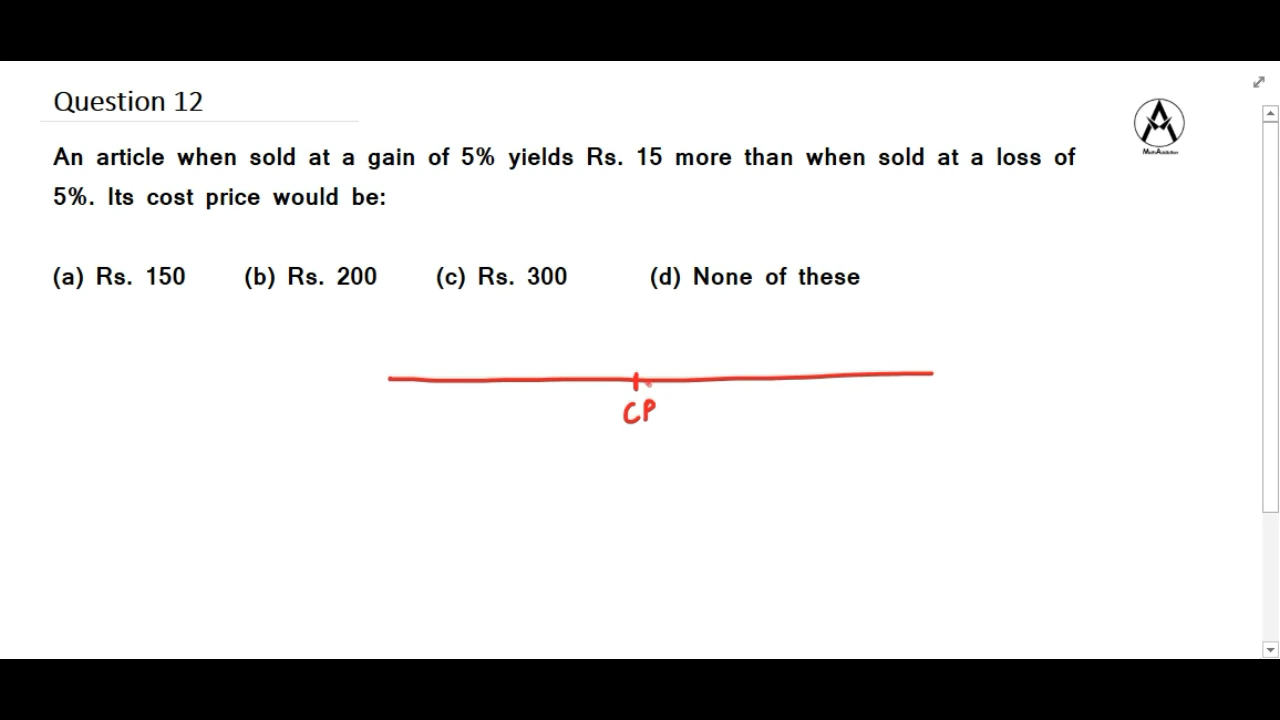 Question 12
An article when sold at a gain of 5% yields Rs. 15 more than when sold at a loss of
5%. Its cost price would be:
(a) Rs. 150 (b) Rs. 200 (c) Rs. 300 (d) None of these
CP